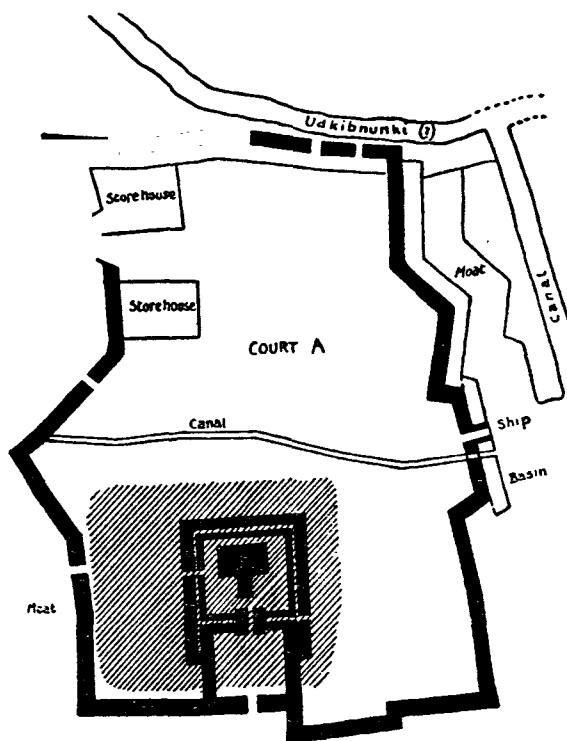 Udkibnunki (?)
Storehouse
Moat
Canal
Storehouse
COURT A
Canal
Ship
Basin
Moat